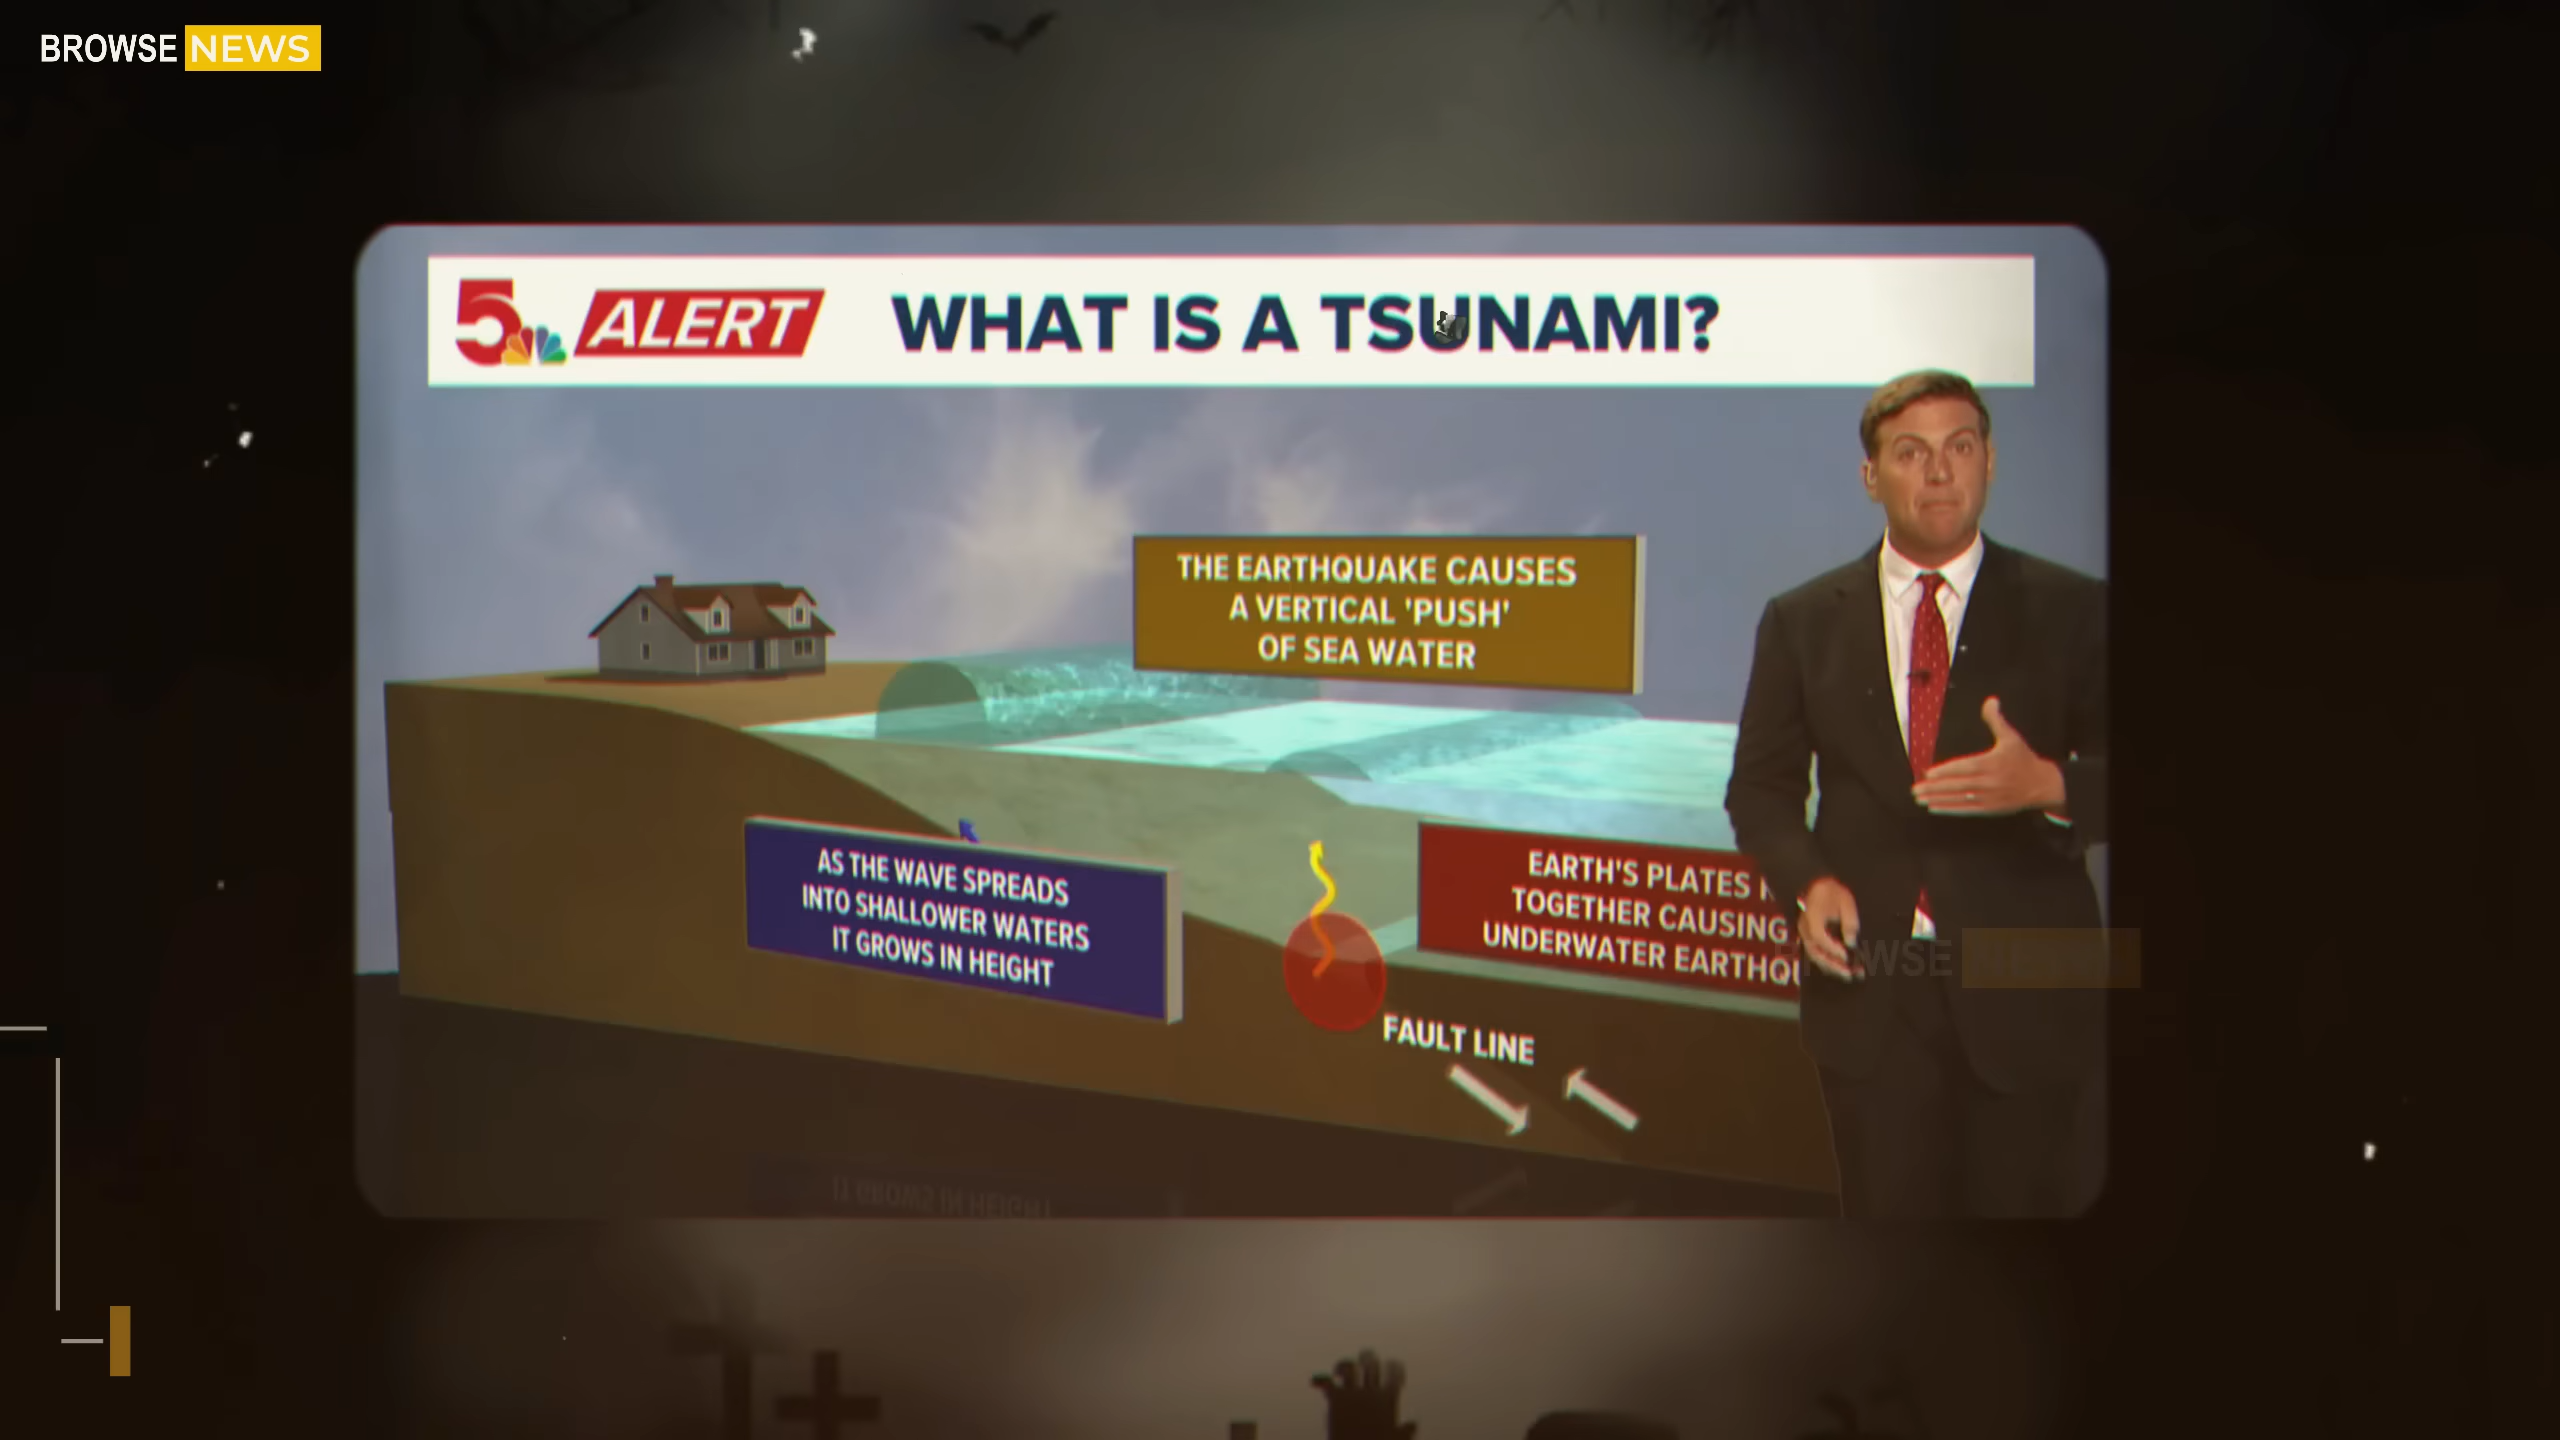 BROWSE NEWS
5 ALERT WHAT IS A TSUNAMI?
THE EARTHQUAKE CAUSES
A VERTICAL 'PUSH'
OF SEA WATER
AS THE WAVE SPREADS
INTO SHALLOWER WATERS
IT GROWS IN HEIGHT
EARTH'S PLATES
TOGETHER CAUSING
UNDERWATER
FAULT LINE